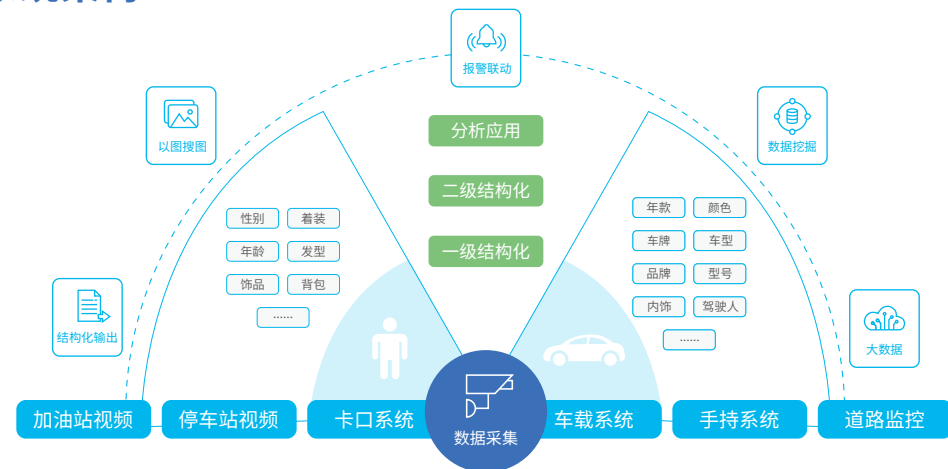 报警联动
以图搜图
数据挖掘
分析应用
二级结构化
一级结构化
性别 着装
年龄 发型
饰品 背包
......
年款 颜色
车牌 车型
品牌 型号
内饰 驾驶人
......
结构化输出
大数据
加油站视频 停车站视频 卡口系统 数据采集 车载系统 手持系统 道路监控